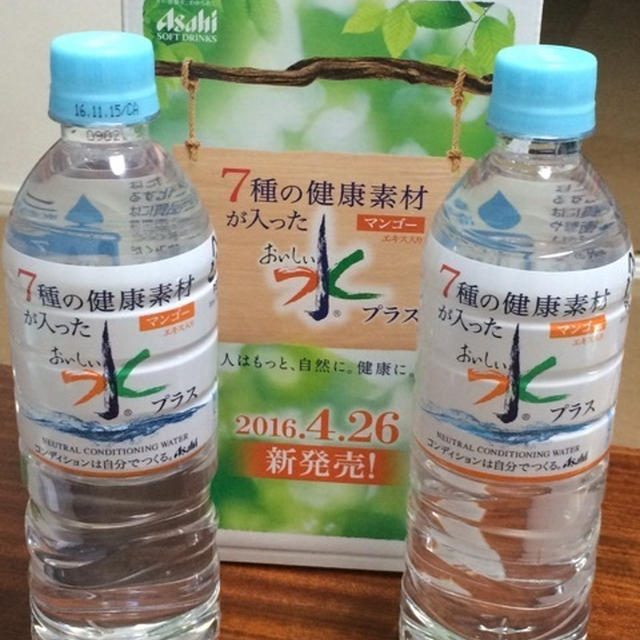 Asahi
SOFT DRINKS
7種の健康素材
が入った
マンゴー
エキス入り
おいしい
水
プラス
人はもっと、自然に。健康に。
2016.4.26
新発売!
16.11.15/CA
7種の健康素材
が入った
マンゴー
エキス入り
おいしい
水
プラス
NEUTRAL CONDITIONING WATER
コンディションは自分でつくる。Asahi
7種の健康素材
が入った
マンゴー
エキス入り
おいしい
水
プラス
NEUTRAL CONDITIONING WATER
コンディションは自分でつくる。Asahi